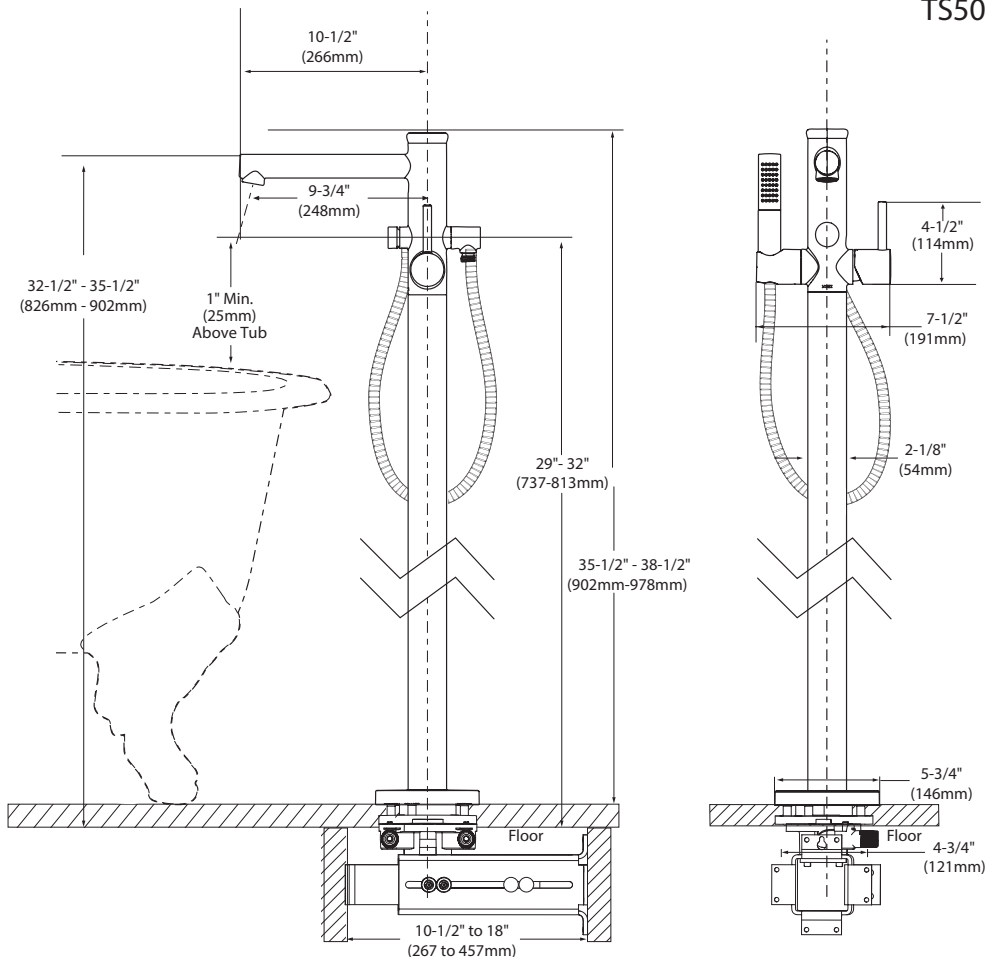 TS50
10-1/2"
(266mm)
9-3/4"
(248mm)
32-1/2" - 35-1/2"
(826mm - 902mm)
1" Min.
(25mm)
Above Tub
29"- 32"
(737-813mm)
35-1/2" - 38-1/2"
(902mm-978mm)
Floor
10-1/2" to 18"
(267 to 457mm)
4-1/2"
(114mm)
7-1/2"
(191mm)
2-1/8"
(54mm)
5-3/4"
(146mm)
Floor
4-3/4"
(121mm)